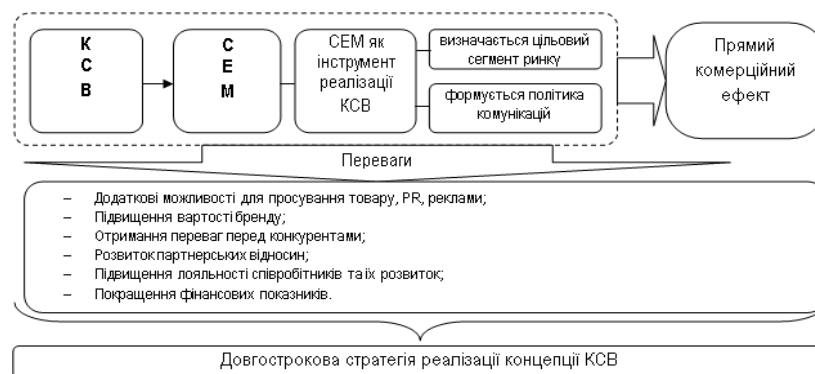 К
С
В
С
Е
М
СЕМ як
інструмент
реалізації
КСВ
визначається цільовий
сегмент ринку
формується політика
комунікацій
Прямий
комерційний
ефект
Переваги
– Додаткові можливості для просування товару, PR, реклами;
– Підвищення вартості бренду;
– Отримання переваг перед конкурентами;
– Розвиток партнерських відносин;
– Підвищення лояльності співробітників та їх розвиток;
– Покращення фінансових показників.
Довгострокова стратегія реалізації концепції КСВ